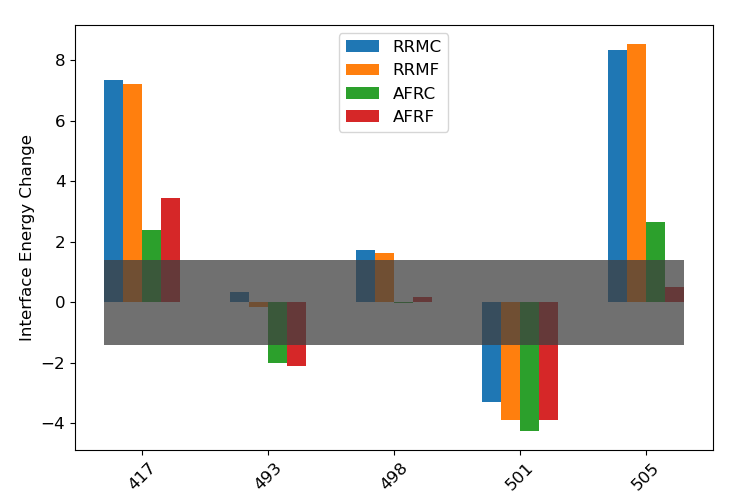 RRMC
RRMF
AFRC
AFRF
Interface Energy Change
8
6
4
2
0
−2
−4
417
493
498
501
505